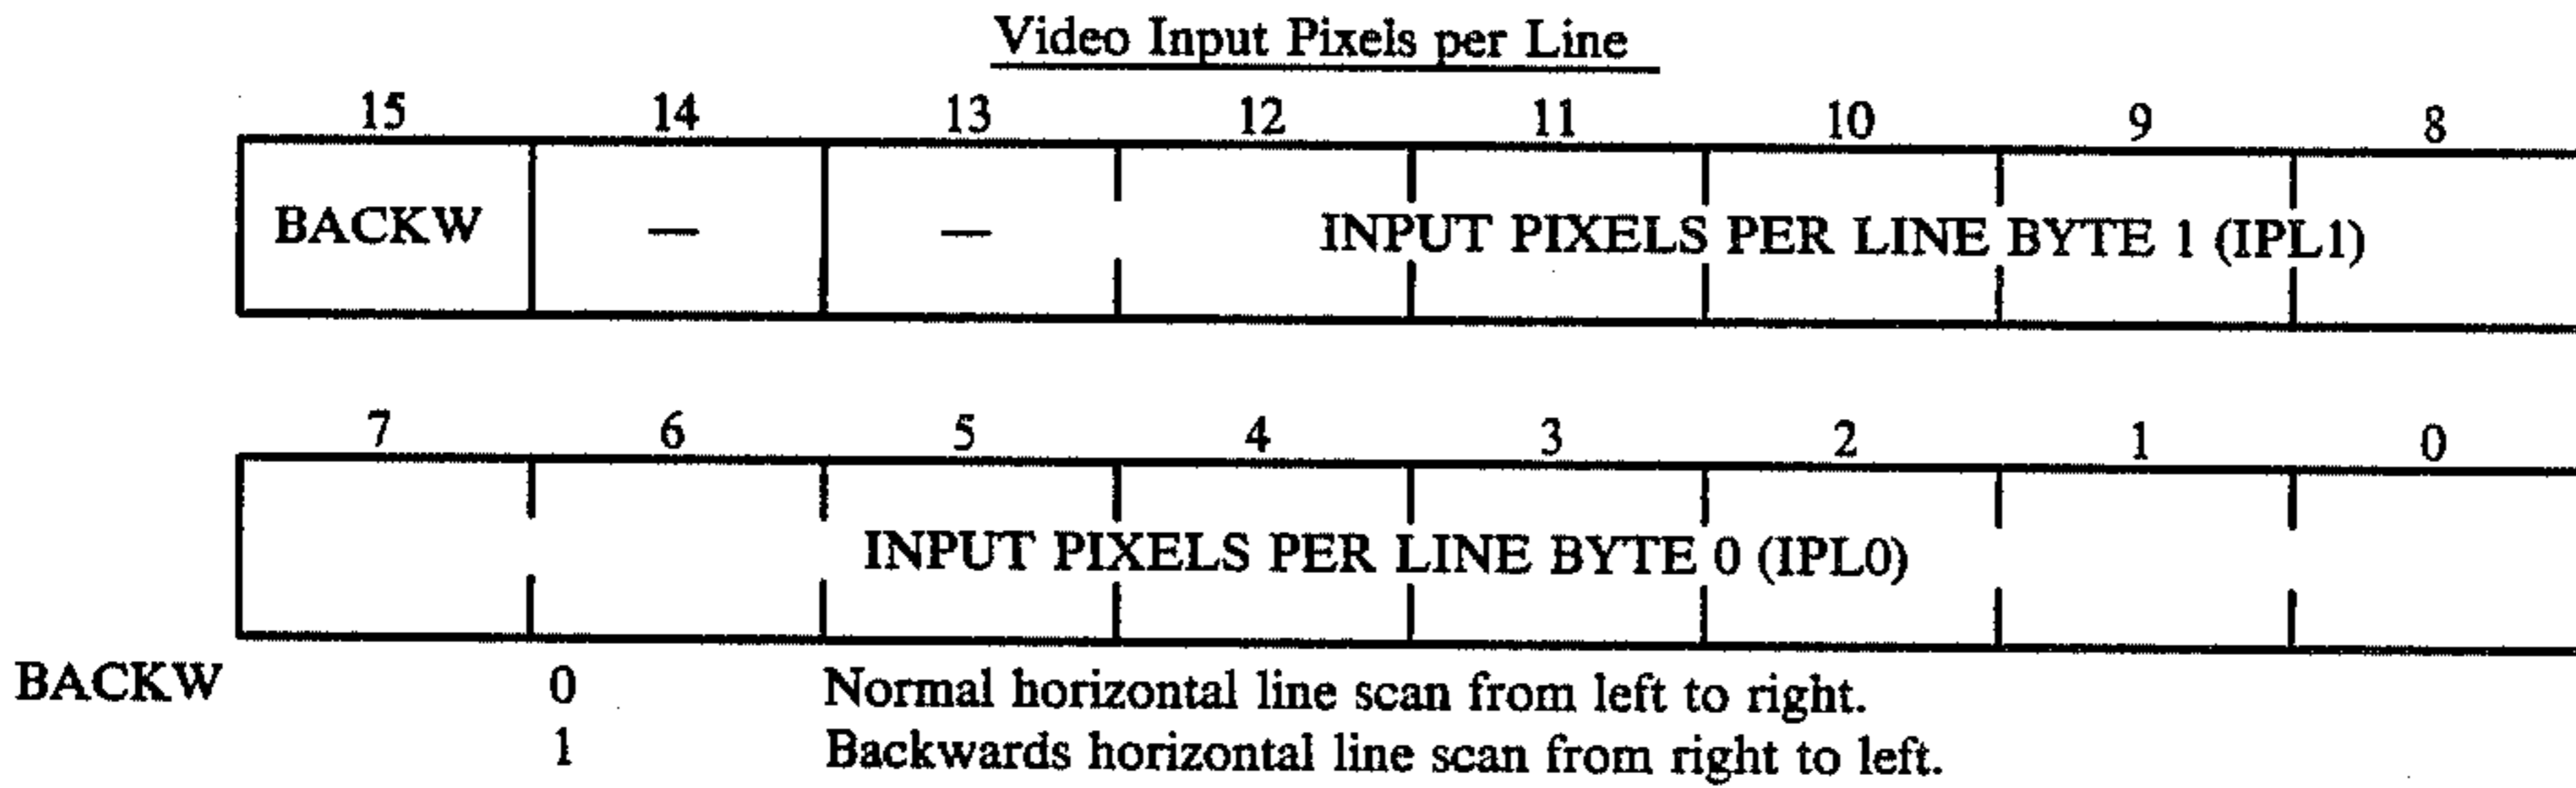 Video Input Pixels per Line
15 14 13 12 11 10 9 8
BACKW — — INPUT PIXELS PER LINE BYTE 1 (IPL1)
7 6 5 4 3 2 1 0
INPUT PIXELS PER LINE BYTE 0 (IPL0)
BACKW 0 Normal horizontal line scan from left to right.
1 Backwards horizontal line scan from right to left.